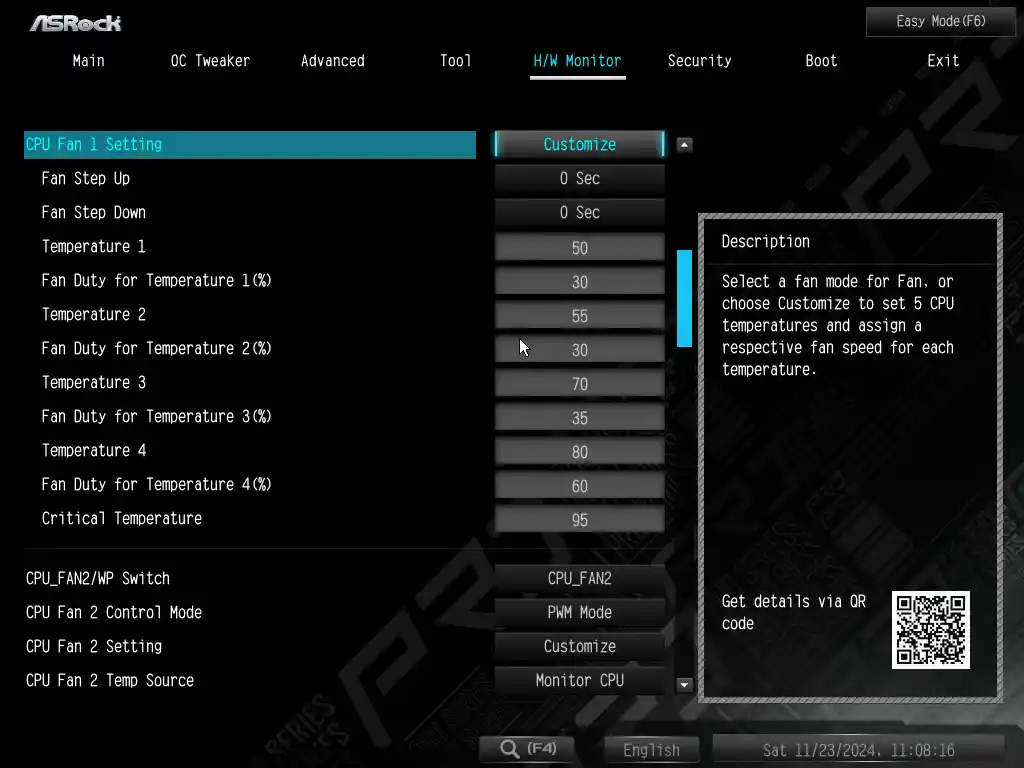 ASRock
Easy Mode(F6)
Main OC Tweaker Advanced Tool H/W Monitor Security Boot Exit
CPU Fan 1 Setting Customize
Fan Step Up 0 Sec
Fan Step Down 0 Sec
Temperature 1 50
Fan Duty for Temperature 1(%) 30
Temperature 2 55
Fan Duty for Temperature 2(%) 30
Temperature 3 70
Fan Duty for Temperature 3(%) 35
Temperature 4 80
Fan Duty for Temperature 4(%) 60
Critical Temperature 95
CPU_FAN2/WP Switch CPU_FAN2
CPU Fan 2 Control Mode PWM Mode
CPU Fan 2 Setting Customize
CPU Fan 2 Temp Source Monitor CPU
Description
Select a fan mode for Fan, or
choose Customize to set 5 CPU
temperatures and assign a
respective fan speed for each
temperature.
Get details via QR
code
(F4) English Sat 11/23/2024, 11:08:16